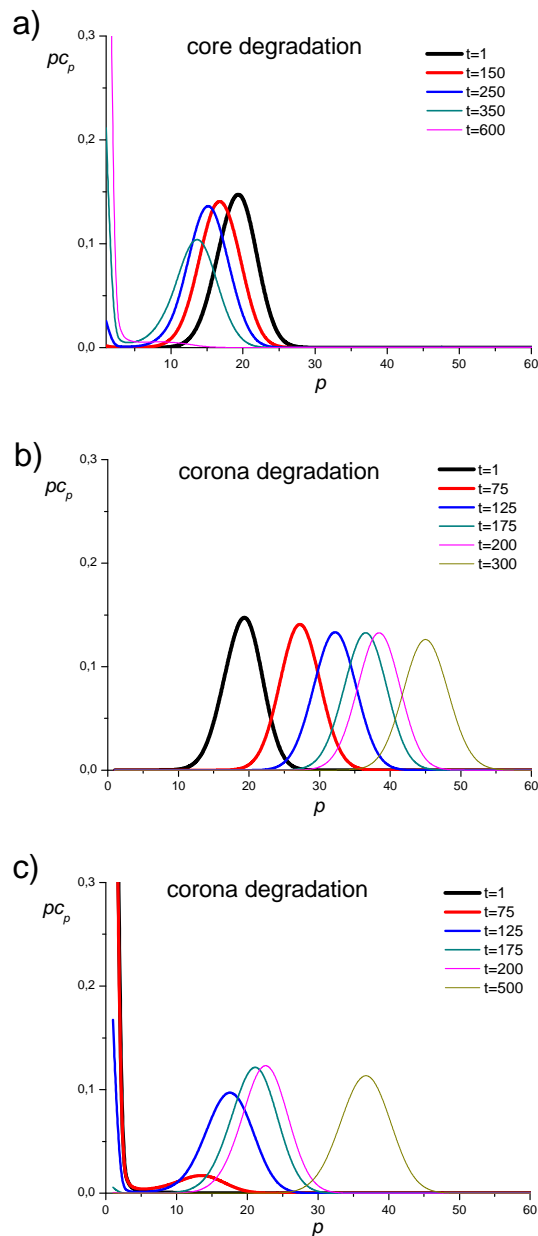 a)
core degradation
pc_p
0,3
0,2
0,1
0,0
10
20
30
40
50
60
p
t=1
t=150
t=250
t=350
t=600
b)
corona degradation
pc_p
0,3
0,2
0,1
0,0
0
10
20
30
40
50
60
p
t=1
t=75
t=125
t=175
t=200
t=300
c)
corona degradation
pc_p
0,3
0,2
0,1
0,0
0
10
20
30
40
50
60
p
t=1
t=75
t=125
t=175
t=200
t=500